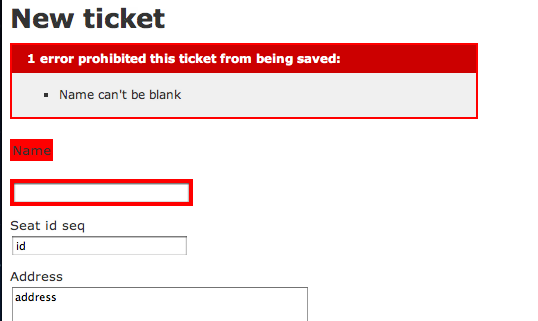 New ticket
1 error prohibited this ticket from being saved:
Name can't be blank
Name
Seat id seq
id
Address
address